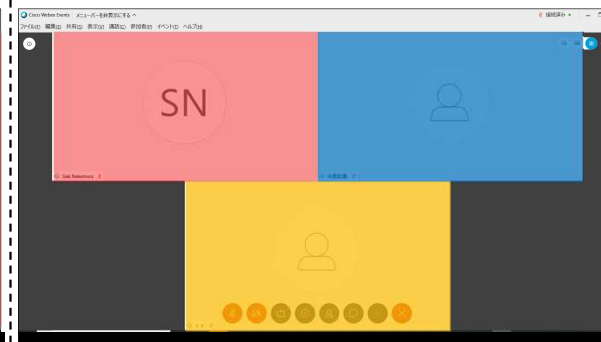 Cisco Webex Events メニューバーを非表示にする ^ 接続済み
ファイル(E) 編集(E) 共有(S) 表示(V) 通話(C) 参加者(P) イベント(D) ヘルプ(H)
SN
Saki Nakamura